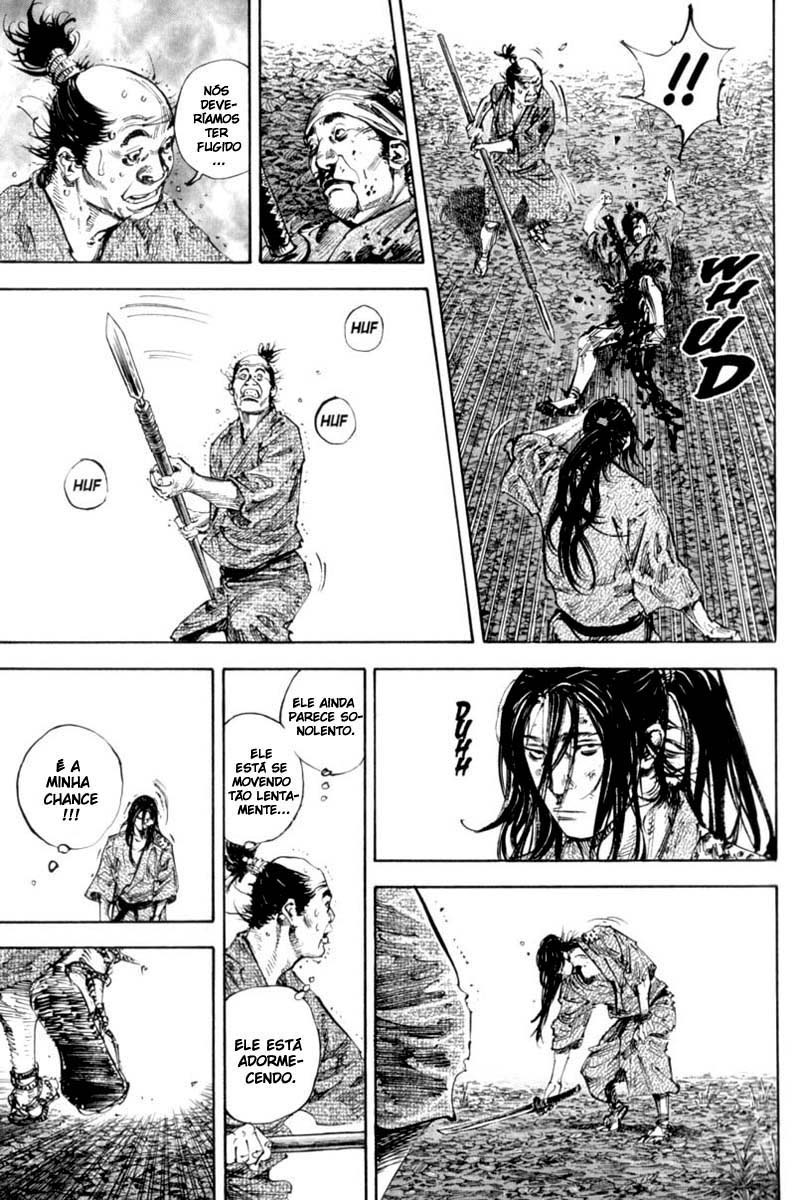 !!
WHUD
NÓS
DEVE-
RÍAMOS
TER
FUGIDO
...
HUF
HUF
HUF
DUHH
ELE AINDA
PARECE SO-
NOLENTO.
ELE
ESTÁ SE
MOVENDO
TÃO LENTA-
MENTE...
ELE ESTÁ
ADORME-
CENDO.
É A
MINHA
CHANCE
!!!